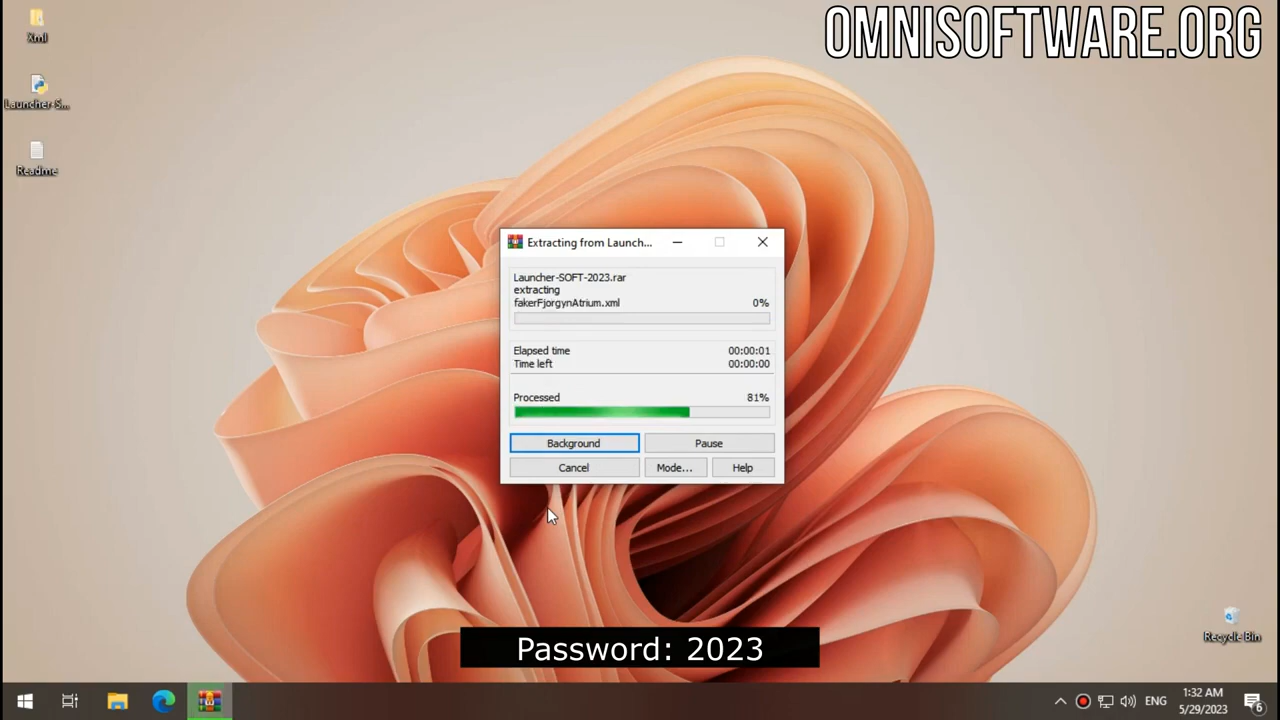 OMNISOFTWARE.ORG
Xml
Launcher-S...
Readme
Extracting from Launch...
Launcher-SOFT-2023.rar
extracting
fakerFjorgynAtrium.xml 0%
Elapsed time 00:00:01
Time left 00:00:00
Processed 81%
Background Pause
Cancel Mode... Help
Password: 2023
Recycle Bin
ENG
1:32 AM
5/29/2023
6